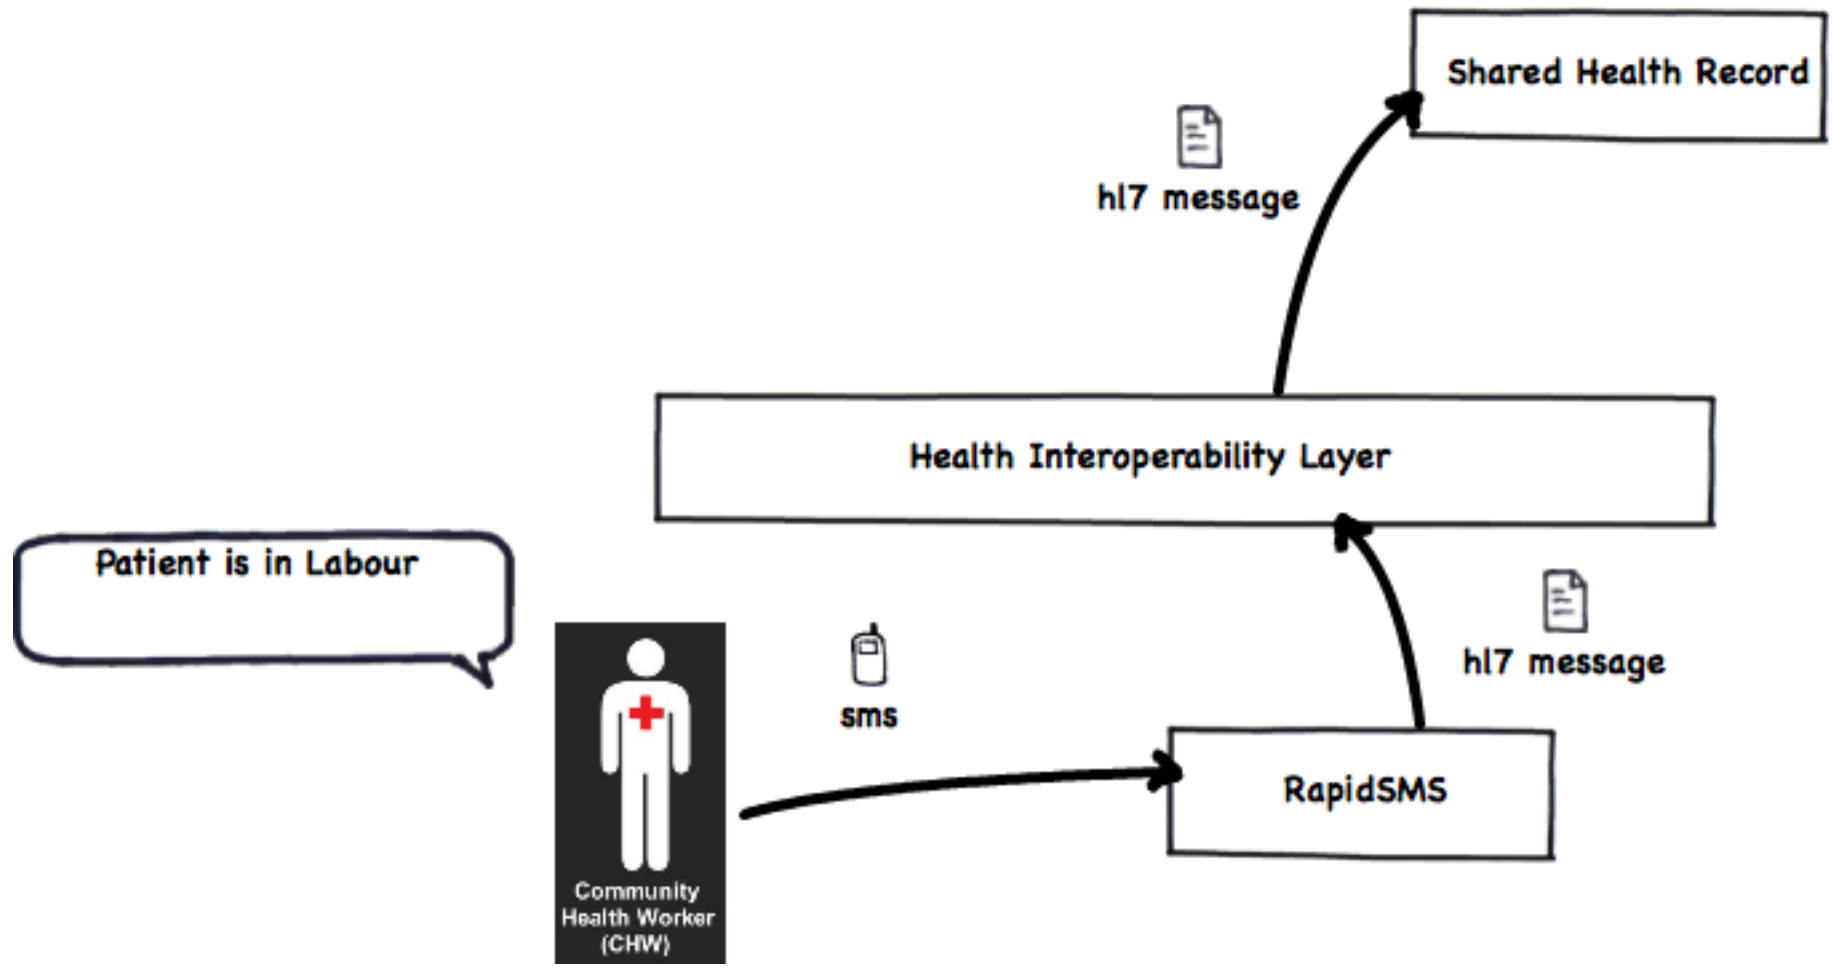 Shared Health Record
hl7 message
Health Interoperability Layer
Patient is in Labour
hl7 message
sms
RapidSMS
Community
Health Worker
(CHW)